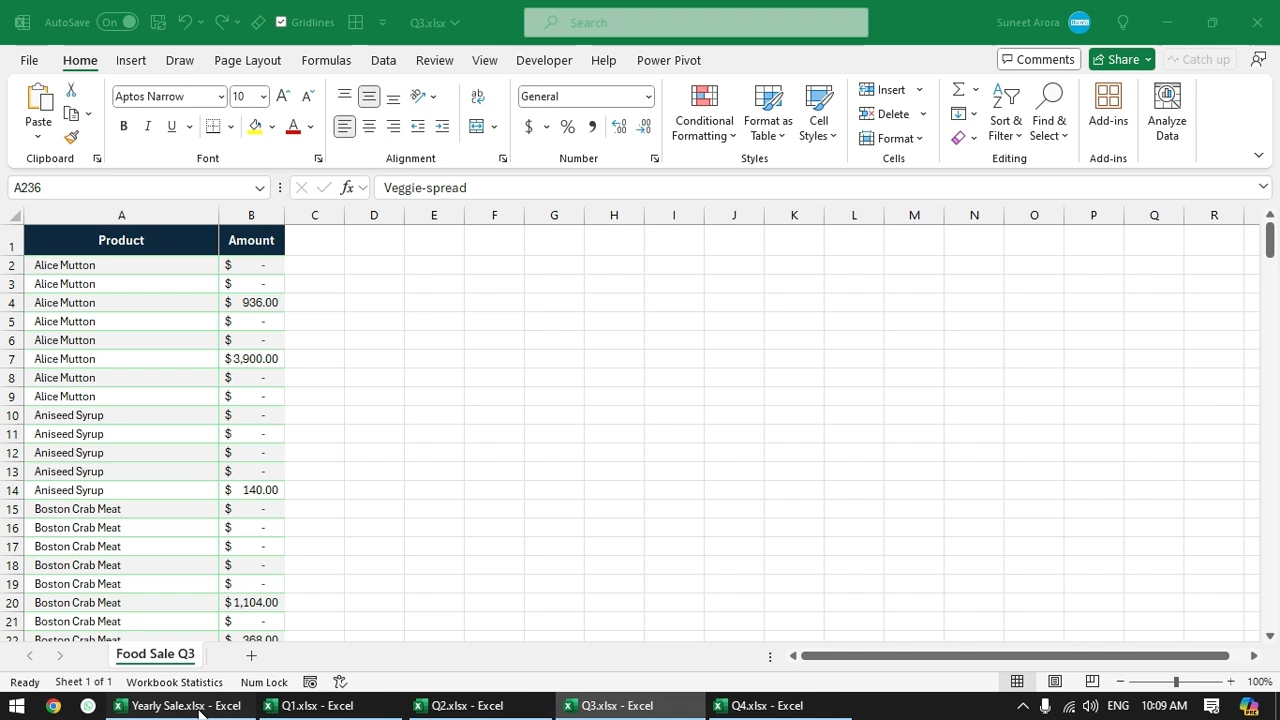 AutoSave On Gridlines Q3.xlsx Search Suneet Arora
File Home Insert Draw Page Layout Formulas Data Review View Developer Help Power Pivot Comments Share Catch up
Paste
Clipboard
Aptos Narrow 10
B I U A
Font
ab
Alignment
General
$ % ,
Number
Conditional Formatting
Format as Table
Cell Styles
Styles
Insert
Delete
Format
Cells
Sort & Filter
Find & Select
Editing
Add-ins
Add-ins
Analyze Data
A236 fx Veggie-spread
A B C D E F G H I J K L M N O P Q R
1 Product Amount
2 Alice Mutton $ -
3 Alice Mutton $ -
4 Alice Mutton $ 936.00
5 Alice Mutton $ -
6 Alice Mutton $ -
7 Alice Mutton $3,900.00
8 Alice Mutton $ -
9 Alice Mutton $ -
10 Aniseed Syrup $ -
11 Aniseed Syrup $ -
12 Aniseed Syrup $ -
13 Aniseed Syrup $ -
14 Aniseed Syrup $ 140.00
15 Boston Crab Meat $ -
16 Boston Crab Meat $ -
17 Boston Crab Meat $ -
18 Boston Crab Meat $ -
19 Boston Crab Meat $ -
20 Boston Crab Meat $1,104.00
21 Boston Crab Meat $ -
22 Boston Crab Meat $ 368.00
Food Sale Q3
Ready Sheet 1 of 1 Workbook Statistics Num Lock 100%
Yearly Sale.xlsx - Excel Q1.xlsx - Excel Q2.xlsx - Excel Q3.xlsx - Excel Q4.xlsx - Excel ENG 10:09 AM